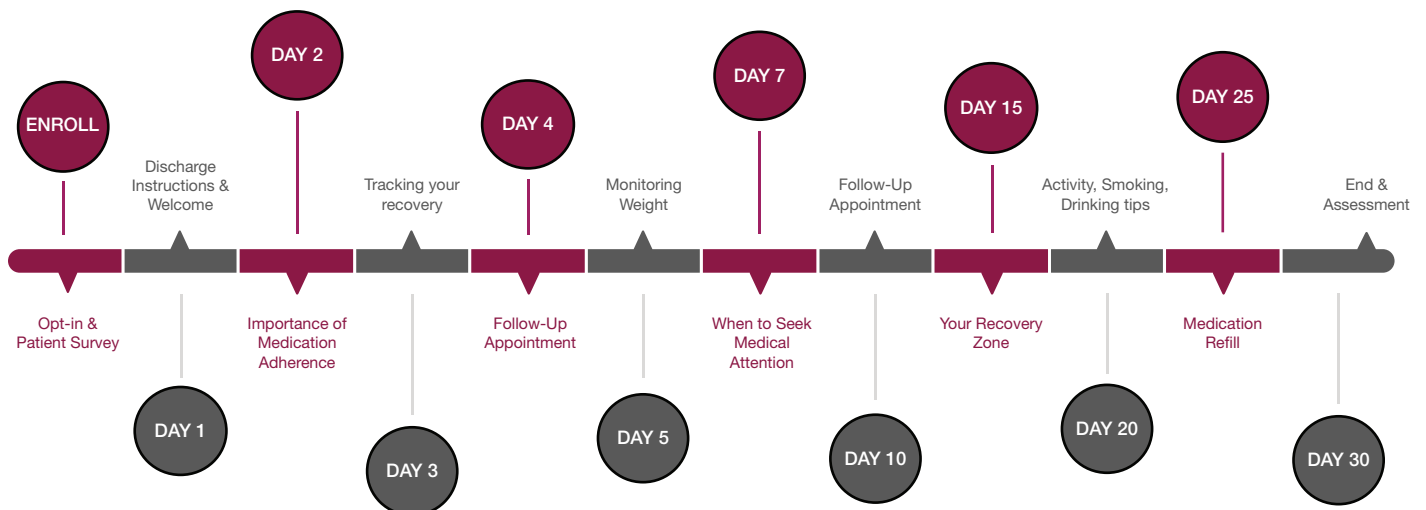 ENROLL
Opt-in &
Patient Survey
Discharge
Instructions &
Welcome
DAY 1
DAY 2
Importance of
Medication
Adherence
Tracking your
recovery
DAY 3
DAY 4
Follow-Up
Appointment
Monitoring
Weight
DAY 5
DAY 7
When to Seek
Medical
Attention
Follow-Up
Appointment
DAY 10
DAY 15
Your Recovery
Zone
Activity, Smoking,
Drinking tips
DAY 20
DAY 25
Medication
Refill
End &
Assessment
DAY 30